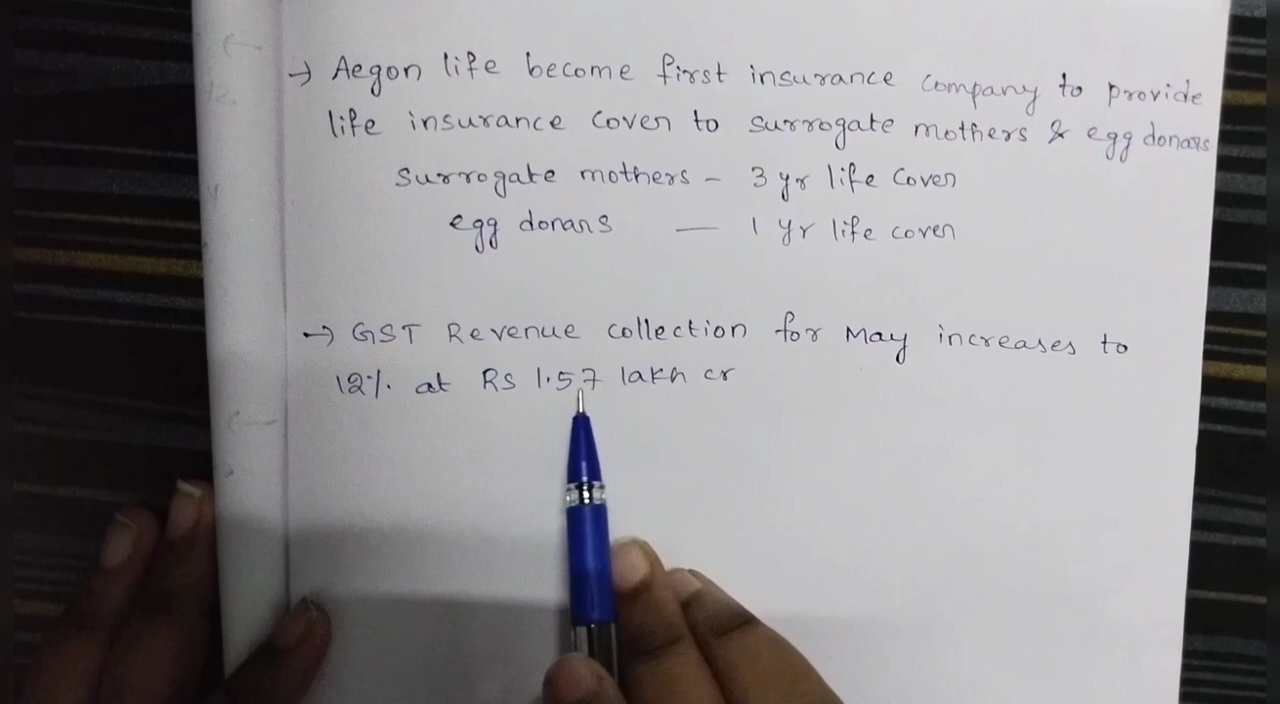 → Aegon life become first insurance company to provide
life insurance cover to surrogate mothers & egg donars
surrogate mothers - 3 yr life cover
egg donars — 1 yr life cover
→ GST Revenue collection for May increases to
12% at RS 1.57 lakh cr